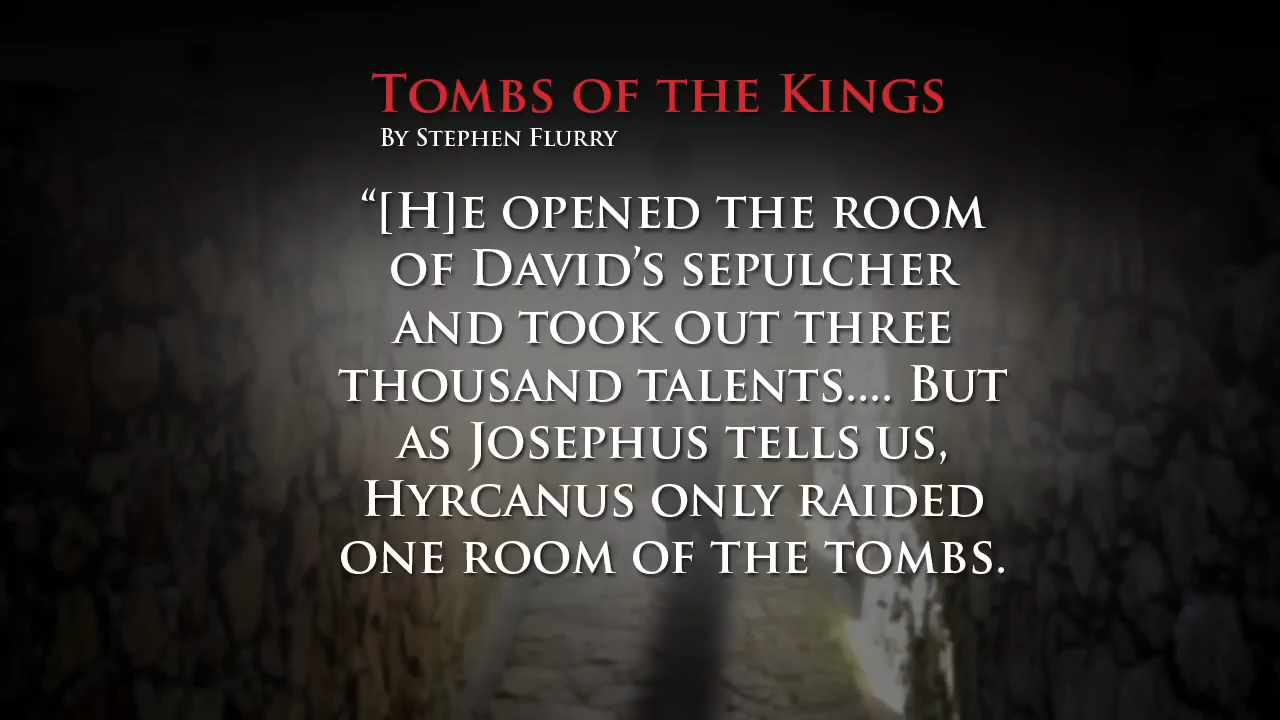 Tombs of the Kings
By Stephen Flurry
“[H]e opened the room
of David’s sepulcher
and took out three
thousand talents.... But
as Josephus tells us,
Hyrcanus only raided
one room of the tombs.